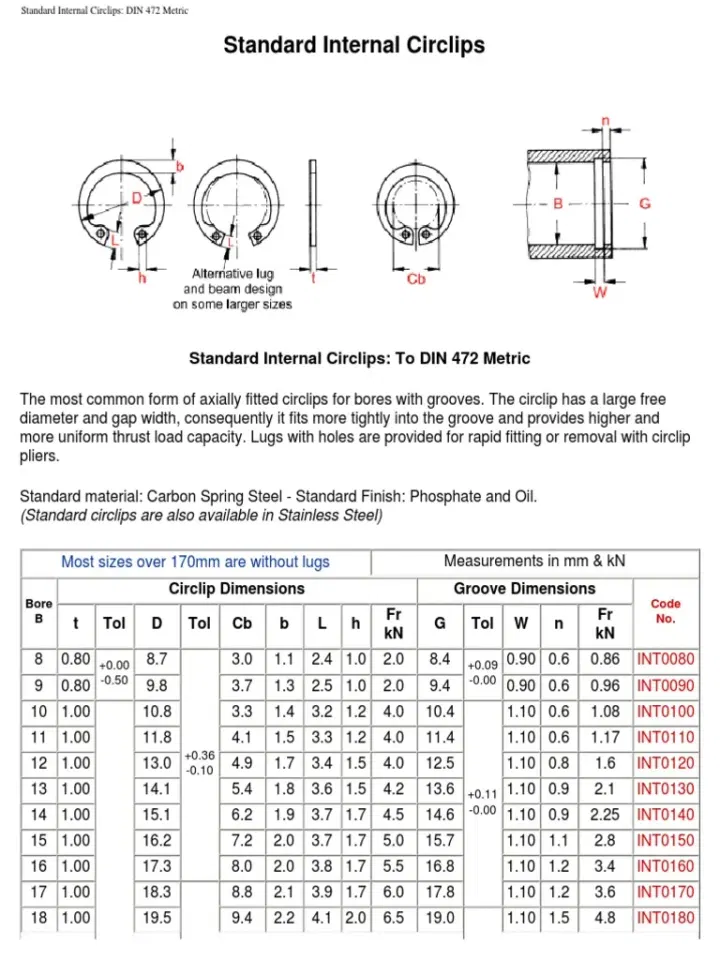 Standard Internal Circlips: DIN 472 Metric
Standard Internal Circlips
n
b
D
L
h
L
Alternative lug
and beam design
on some larger sizes
t
Cb
B
G
W
Standard Internal Circlips: To DIN 472 Metric
The most common form of axially fitted circlips for bores with grooves. The circlip has a large free
diameter and gap width, consequently it fits more tightly into the groove and provides higher and
more uniform thrust load capacity. Lugs with holes are provided for rapid fitting or removal with circlip
pliers.
Standard material: Carbon Spring Steel - Standard Finish: Phosphate and Oil.
(Standard circlips are also available in Stainless Steel)
Most sizes over 170mm are without lugs Measurements in mm & kN
Bore B Circlip Dimensions Groove Dimensions Code No.
t Tol D Tol Cb b L h Fr kN G Tol W n Fr kN
8 0.80 +0.00 -0.50 8.7 3.0 1.1 2.4 1.0 2.0 8.4 +0.09 -0.00 0.90 0.6 0.86 INT0080
9 0.80 9.8 3.7 1.3 2.5 1.0 2.0 9.4 0.90 0.6 0.96 INT0090
10 1.00 10.8 3.3 1.4 3.2 1.2 4.0 10.4 1.10 0.6 1.08 INT0100
11 1.00 11.8 4.1 1.5 3.3 1.2 4.0 11.4 1.10 0.6 1.17 INT0110
12 1.00 13.0 +0.36 -0.10 4.9 1.7 3.4 1.5 4.0 12.5 1.10 0.8 1.6 INT0120
13 1.00 14.1 5.4 1.8 3.6 1.5 4.2 13.6 +0.11 -0.00 1.10 0.9 2.1 INT0130
14 1.00 15.1 6.2 1.9 3.7 1.7 4.5 14.6 1.10 0.9 2.25 INT0140
15 1.00 16.2 7.2 2.0 3.7 1.7 5.0 15.7 1.10 1.1 2.8 INT0150
16 1.00 17.3 8.0 2.0 3.8 1.7 5.5 16.8 1.10 1.2 3.4 INT0160
17 1.00 18.3 8.8 2.1 3.9 1.7 6.0 17.8 1.10 1.2 3.6 INT0170
18 1.00 19.5 9.4 2.2 4.1 2.0 6.5 19.0 1.10 1.5 4.8 INT0180